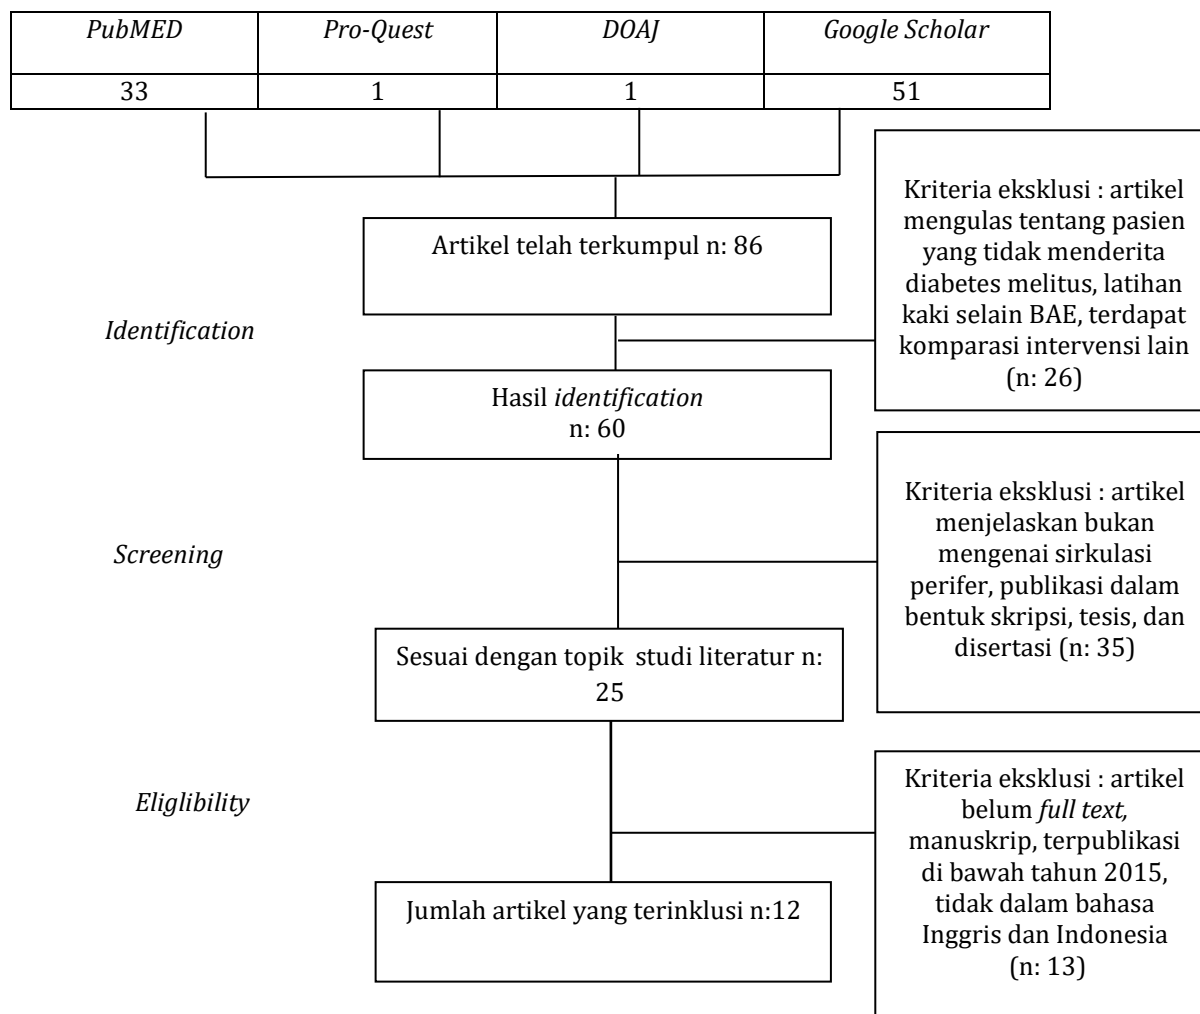 PubMED Pro-Quest DOAJ Google Scholar
33 1 1 51
Artikel telah terkumpul n: 86
Kriteria eksklusi : artikel
mengulas tentang pasien
yang tidak menderita
diabetes melitus, latihan
kaki selain BAE, terdapat
komparasi intervensi lain
(n: 26)
Identification
Hasil identification
n: 60
Kriteria eksklusi : artikel
menjelaskan bukan
mengenai sirkulasi
perifer, publikasi dalam
bentuk skripsi, tesis, dan
disertasi (n: 35)
Screening
Sesuai dengan topik studi literatur n:
25
Kriteria eksklusi : artikel
belum full text,
manuskrip, terpublikasi
di bawah tahun 2015,
tidak dalam bahasa
Inggris dan Indonesia
(n: 13)
Eliglibility
Jumlah artikel yang terinklusi n:12